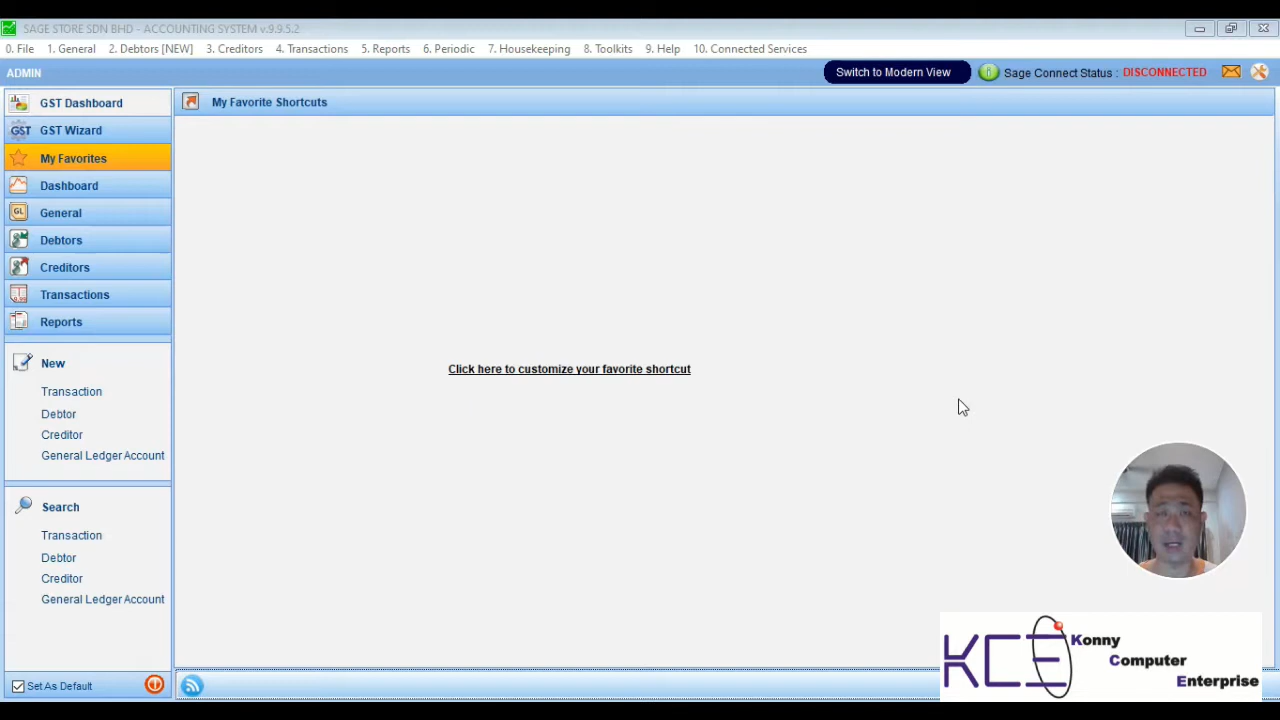 SAGE STORE SDN BHD - ACCOUNTING SYSTEM v.9.9.5.2
0. File 1. General 2. Debtors [NEW] 3. Creditors 4. Transactions 5. Reports 6. Periodic 7. Housekeeping 8. Toolkits 9. Help 10. Connected Services
ADMIN
Switch to Modern View
Sage Connect Status : DISCONNECTED
GST Dashboard
GST GST Wizard
My Favorites
Dashboard
GL General
Debtors
Creditors
Transactions
Reports
New
Transaction
Debtor
Creditor
General Ledger Account
Search
Transaction
Debtor
Creditor
General Ledger Account
Set As Default
My Favorite Shortcuts
Click here to customize your favorite shortcut
KCE Konny
Computer
Enterprise